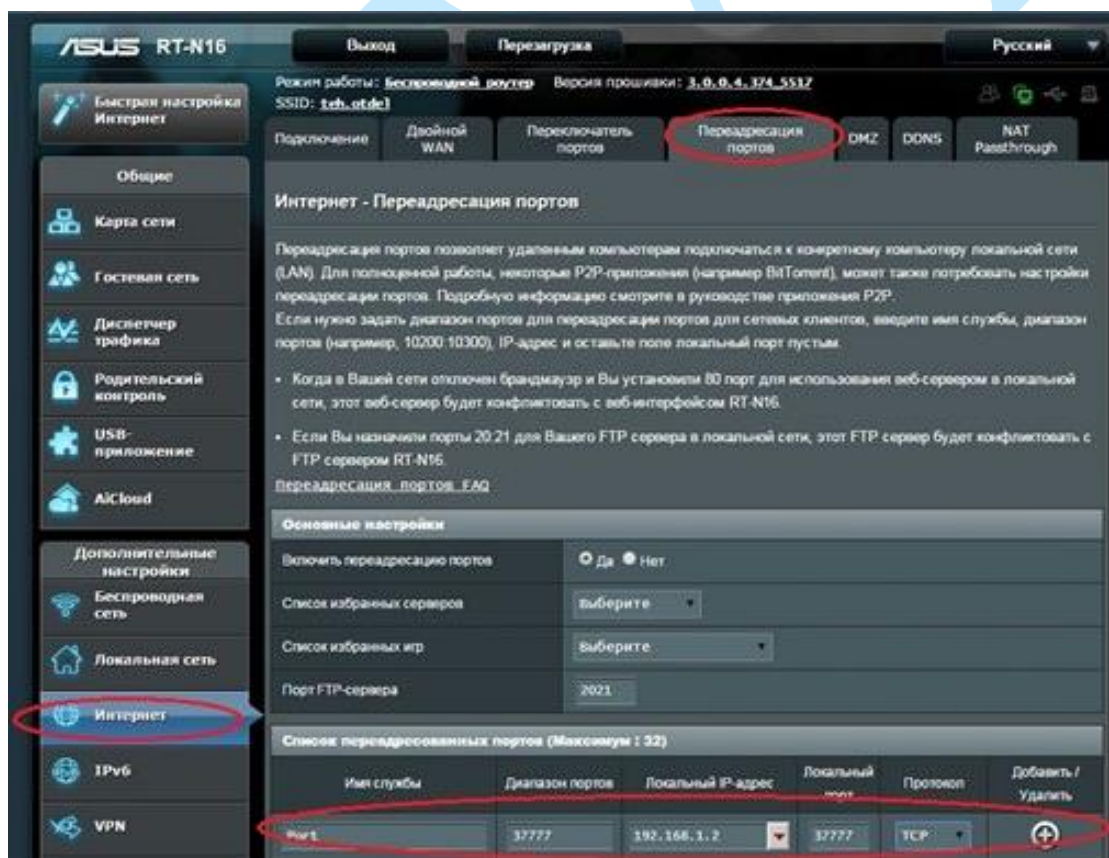 ASUS RT-N16
Выход
Перезагрузка
Русский
Режим работы: Беспроводной роутер Версия прошивки: 3.0.0.4.374_5517
SSID: teh.otdel
Быстрая настройка
Интернет
Подключение
Двойной
WAN
Переключатель
портов
Переадресация
портов
DMZ
DDNS
NAT
Passthrough
Общие
Карта сети
Гостевая сеть
Диспетчер
трафика
Родительский
контроль
USB-
приложение
AiCloud
Дополнительные
настройки
Беспроводная
сеть
Локальная сеть
Интернет
IPv6
VPN
Интернет - Переадресация портов
Переадресация портов позволяет удаленным компьютерам подключаться к конкретному компьютеру локальной сети
(LAN). Для полноценной работы, некоторые P2P-приложения (например BitTorrent), может также потребовать настройки
переадресации портов. Подробную информацию смотрите в руководстве приложения P2P.
Если нужно задать диапазон портов для переадресации портов для сетевых клиентов, введите имя службы, диапазон
портов (например, 10200:10300), IP-адрес и оставьте поле локальный порт пустым.
• Когда в Вашей сети отключен брандмауэр и Вы установили 80 порт для использования веб-сервером в локальной
сети, этот веб-сервер будет конфликтовать с веб-интерфейсом RT-N16.
• Если Вы назначили порты 20:21 для Вашего FTP сервера в локальной сети, этот FTP сервер будет конфликтовать с
FTP сервером RT-N16.
Переадресация портов FAQ
Основные настройки
Включить переадресацию портов
Да Нет
Список избранных серверов
Выберите
Список избранных игр
Выберите
Порт FTP-сервера
2021
Список переадресованных портов (Максимум : 32)
Имя службы
Диапазон портов
Локальный IP-адрес
Локальный
порт
Протокол
Добавить /
Удалить
Port
37777
192.168.1.2
37777
TCP